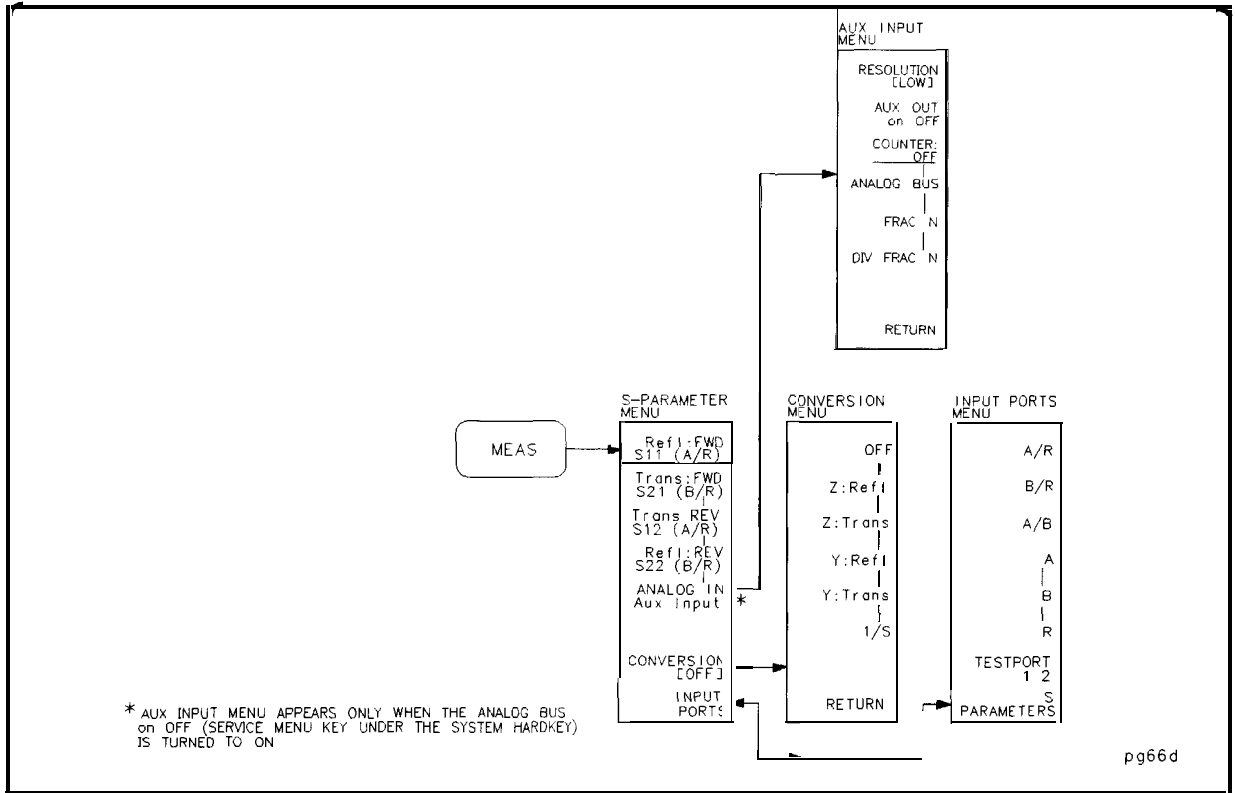 AUX INPUT
MENU
RESOLUTION
[LOW]
AUX OUT
on OFF
COUNTER:
OFF
ANALOG BUS
FRAC N
DIV FRAC N
RETURN
MEAS
S-PARAMETER
MENU
Refl:FWD
S11 (A/R)
Trans:FWD
S21 (B/R)
Trans REV
S12 (A/R)
Refl:REV
S22 (B/R)
ANALOG IN
Aux Input *
CONVERSION
[OFF]
INPUT
PORTS
CONVERSION
MENU
OFF
Z:Refl
Z:Trans
Y:Refl
Y:Trans
1/S
RETURN
INPUT PORTS
MENU
A/R
B/R
A/B
A
B
R
TESTPORT
1 2
S
PARAMETERS
* AUX INPUT MENU APPEARS ONLY WHEN THE ANALOG BUS
on OFF (SERVICE MENU KEY UNDER THE SYSTEM HARDKEY)
IS TURNED TO ON
pg66d